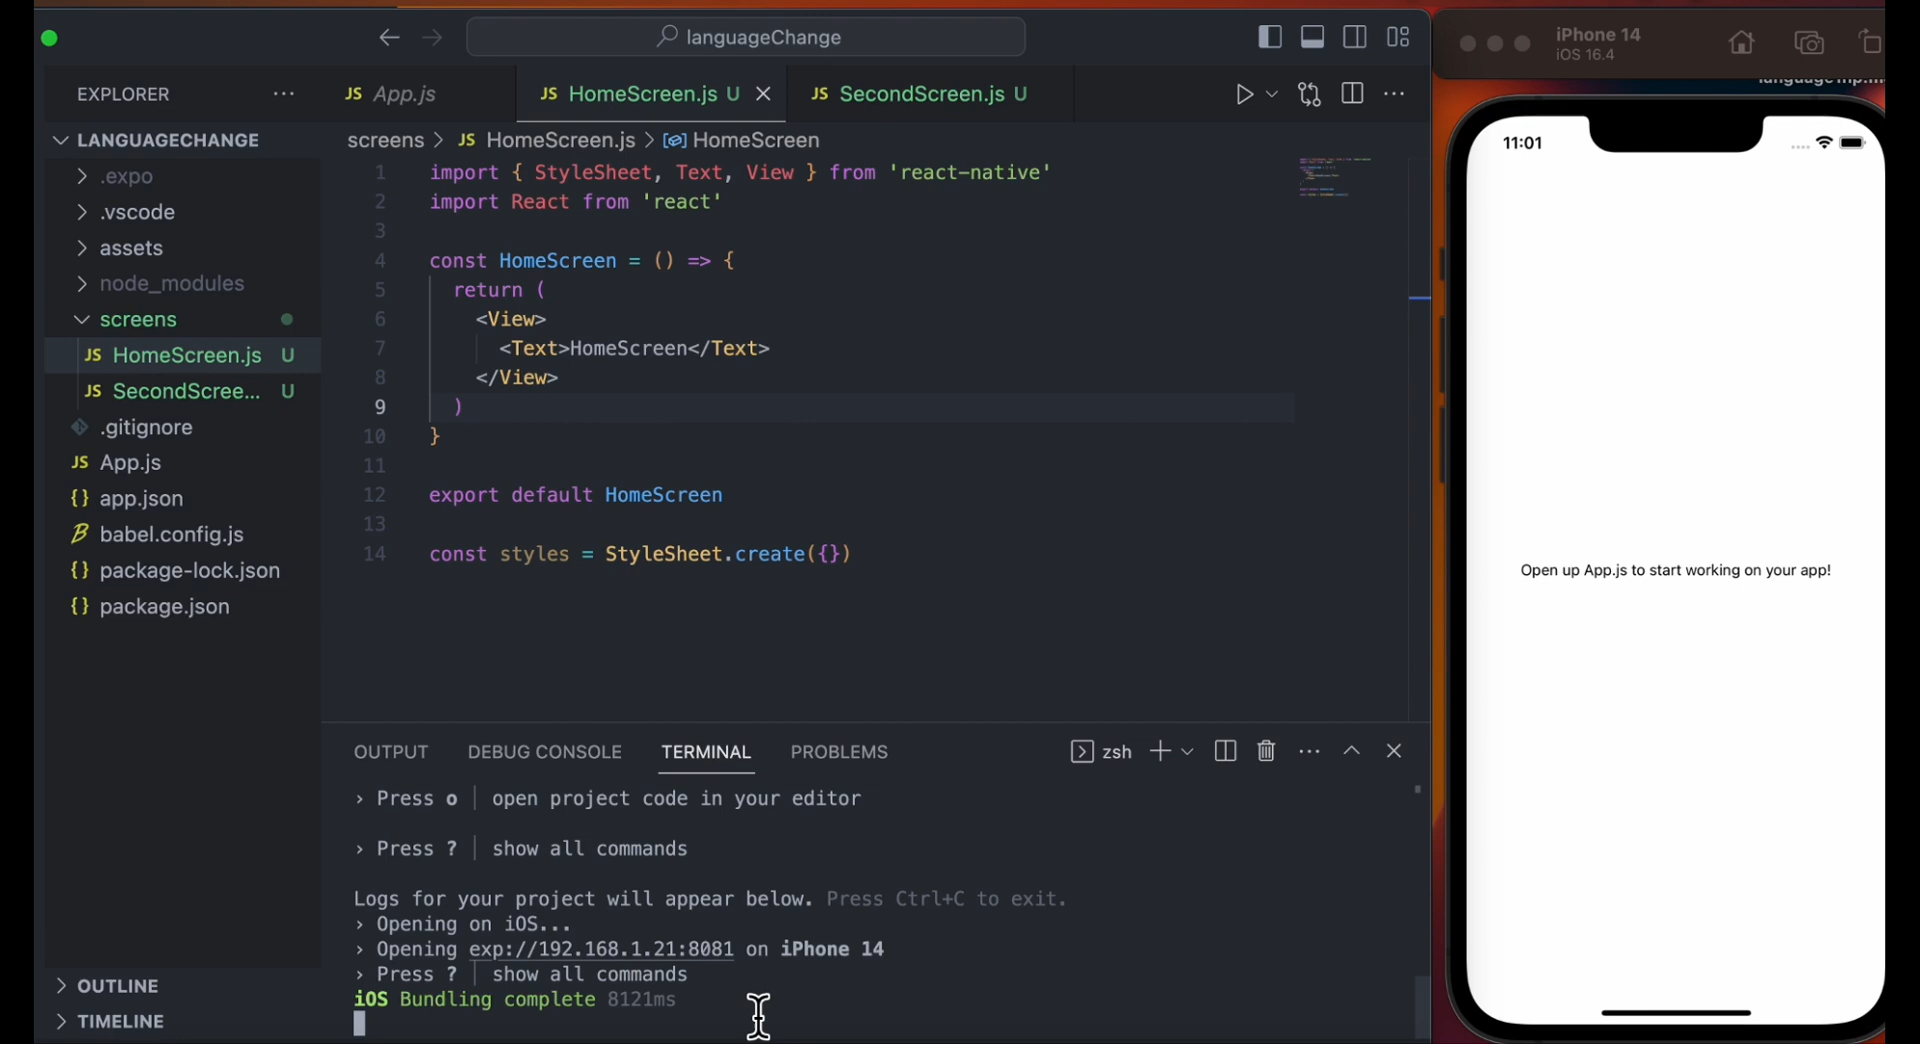 languageChange
iPhone 14
iOS 16.4
EXPLORER
JS App.js
JS HomeScreen.js U
JS SecondScreen.js U
LANGUAGECHANGE
screens > JS HomeScreen.js > HomeScreen
.expo
.vscode
assets
node_modules
screens
JS HomeScreen.js U
JS SecondScree... U
.gitignore
JS App.js
{} app.json
babel.config.js
{} package-lock.json
{} package.json
OUTLINE
TIMELINE
1 import { StyleSheet, Text, View } from 'react-native'
2 import React from 'react'
3
4 const HomeScreen = () => {
5 return (
6 <View>
7 <Text>HomeScreen</Text>
8 </View>
9 )
10 }
11
12 export default HomeScreen
13
14 const styles = StyleSheet.create({})
OUTPUT
DEBUG CONSOLE
TERMINAL
PROBLEMS
zsh
› Press o │ open project code in your editor
› Press ? │ show all commands
Logs for your project will appear below. Press Ctrl+C to exit.
› Opening on iOS...
› Opening exp://192.168.1.21:8081 on iPhone 14
› Press ? │ show all commands
iOS Bundling complete 8121ms
11:01
Open up App.js to start working on your app!